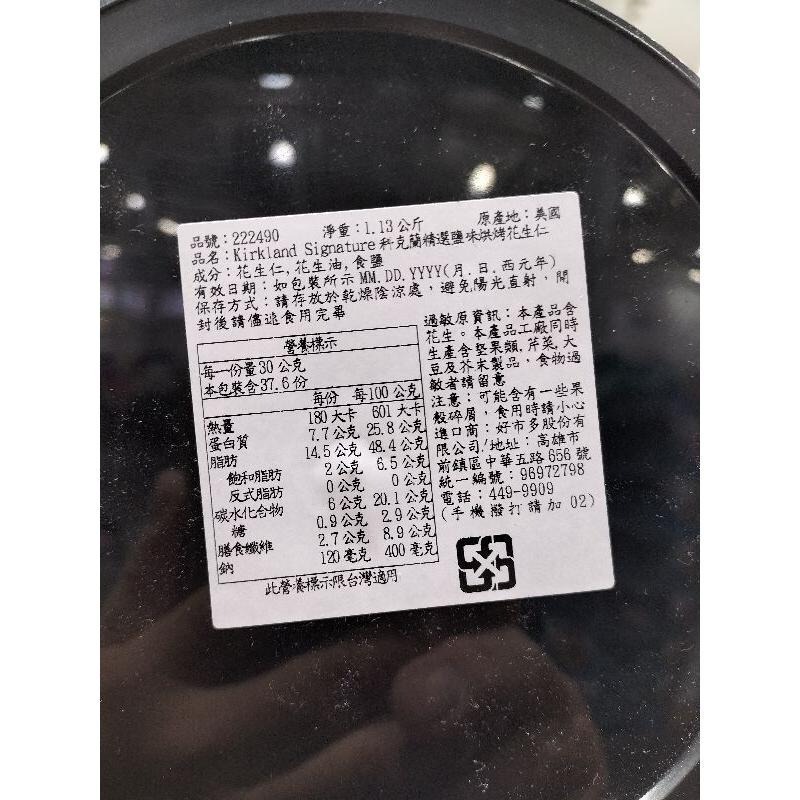 品號：222490 淨重：1.13公斤 原產地：美國
品名：Kirkland Signature 科克蘭精選鹽味烘烤花生仁
成分：花生仁, 花生油, 食鹽
有效日期：如包裝所示 MM.DD.YYYY(月.日.西元年)
保存方式：請存放於乾燥陰涼處，避免陽光直射，開
封後請儘速食用完畢
營養標示
每一份量30公克
本包裝含37.6份
每份 每100公克
熱量 180大卡 601大卡
蛋白質 7.7公克 25.8公克
脂肪 14.5公克 48.4公克
飽和脂肪 2公克 6.5公克
反式脂肪 0公克 0公克
碳水化合物 6公克 20.1公克
糖 0.9公克 2.9公克
膳食纖維 2.7公克 8.9公克
鈉 120毫克 400毫克
此營養標示限台灣適用
過敏原資訊：本產品含
花生。本產品工廠同時
生產含堅果類, 芹菜, 大
豆及芥末製品，食物過
敏者請留意
注意：可能含有一些果
殼碎屑，食用時請小心
進口商：好市多股份有
限公司/地址：高雄市
前鎮區中華五路656號
統一編號：96972798
電話：449-9909
(手機撥打請加02)